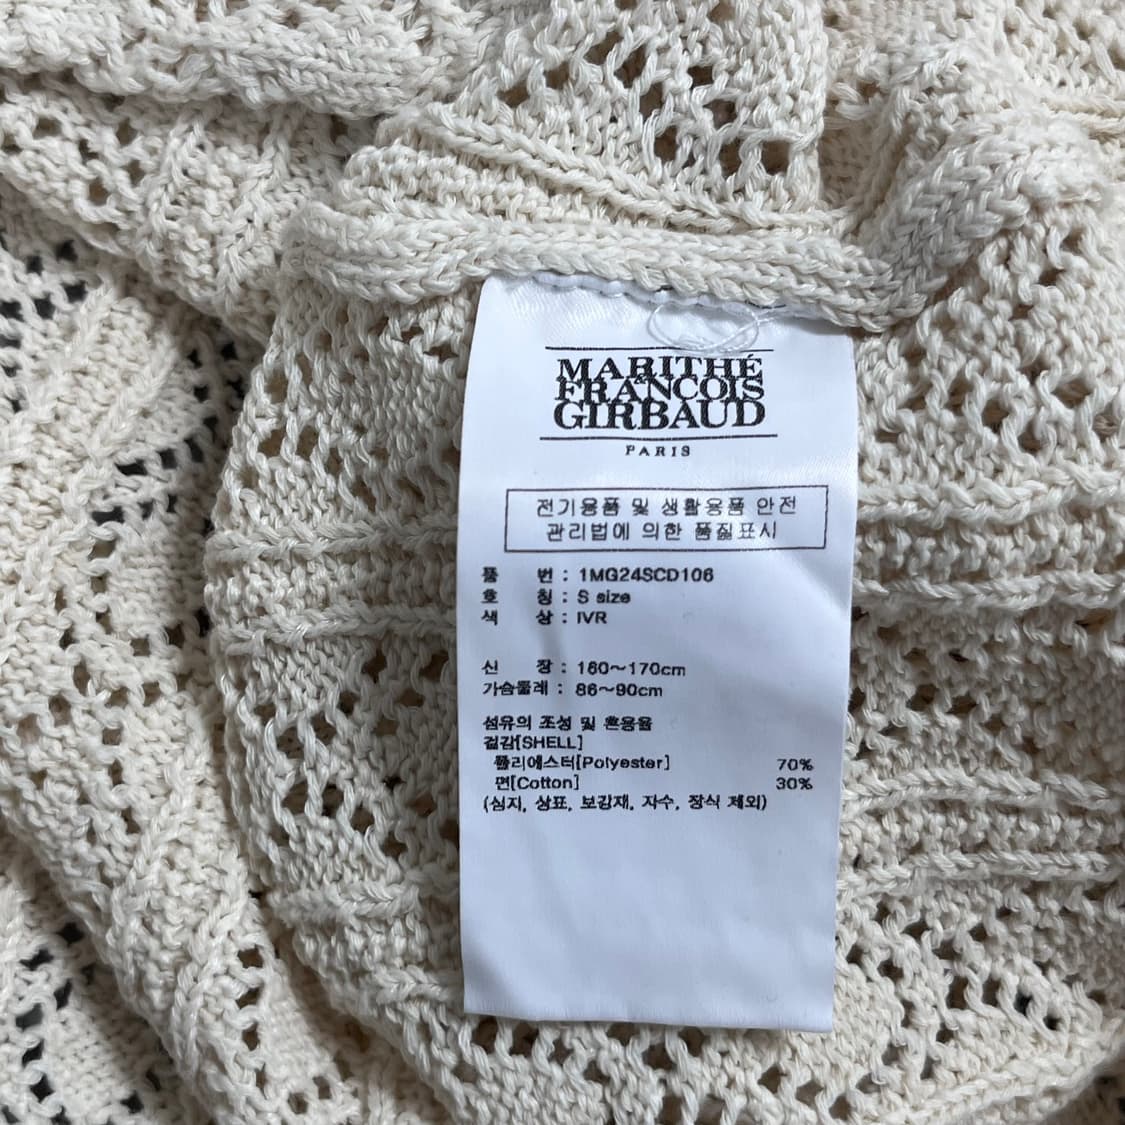 MARITHÉ
FRANCOIS
&
GIRBAUD
PARIS
전기용품 및 생활용품 안전
관리법에 의한 품질표시
품 번 : 1MG24SCD106
호 칭 : S size
색 상 : IVR
신 장 : 160~170cm
가슴둘레 : 86~90cm
섬유의 조성 및 혼용율
겉감[SHELL]
폴리에스터[Polyester] 70%
면[Cotton] 30%
(심지, 상표, 보강재, 자수, 장식 제외)